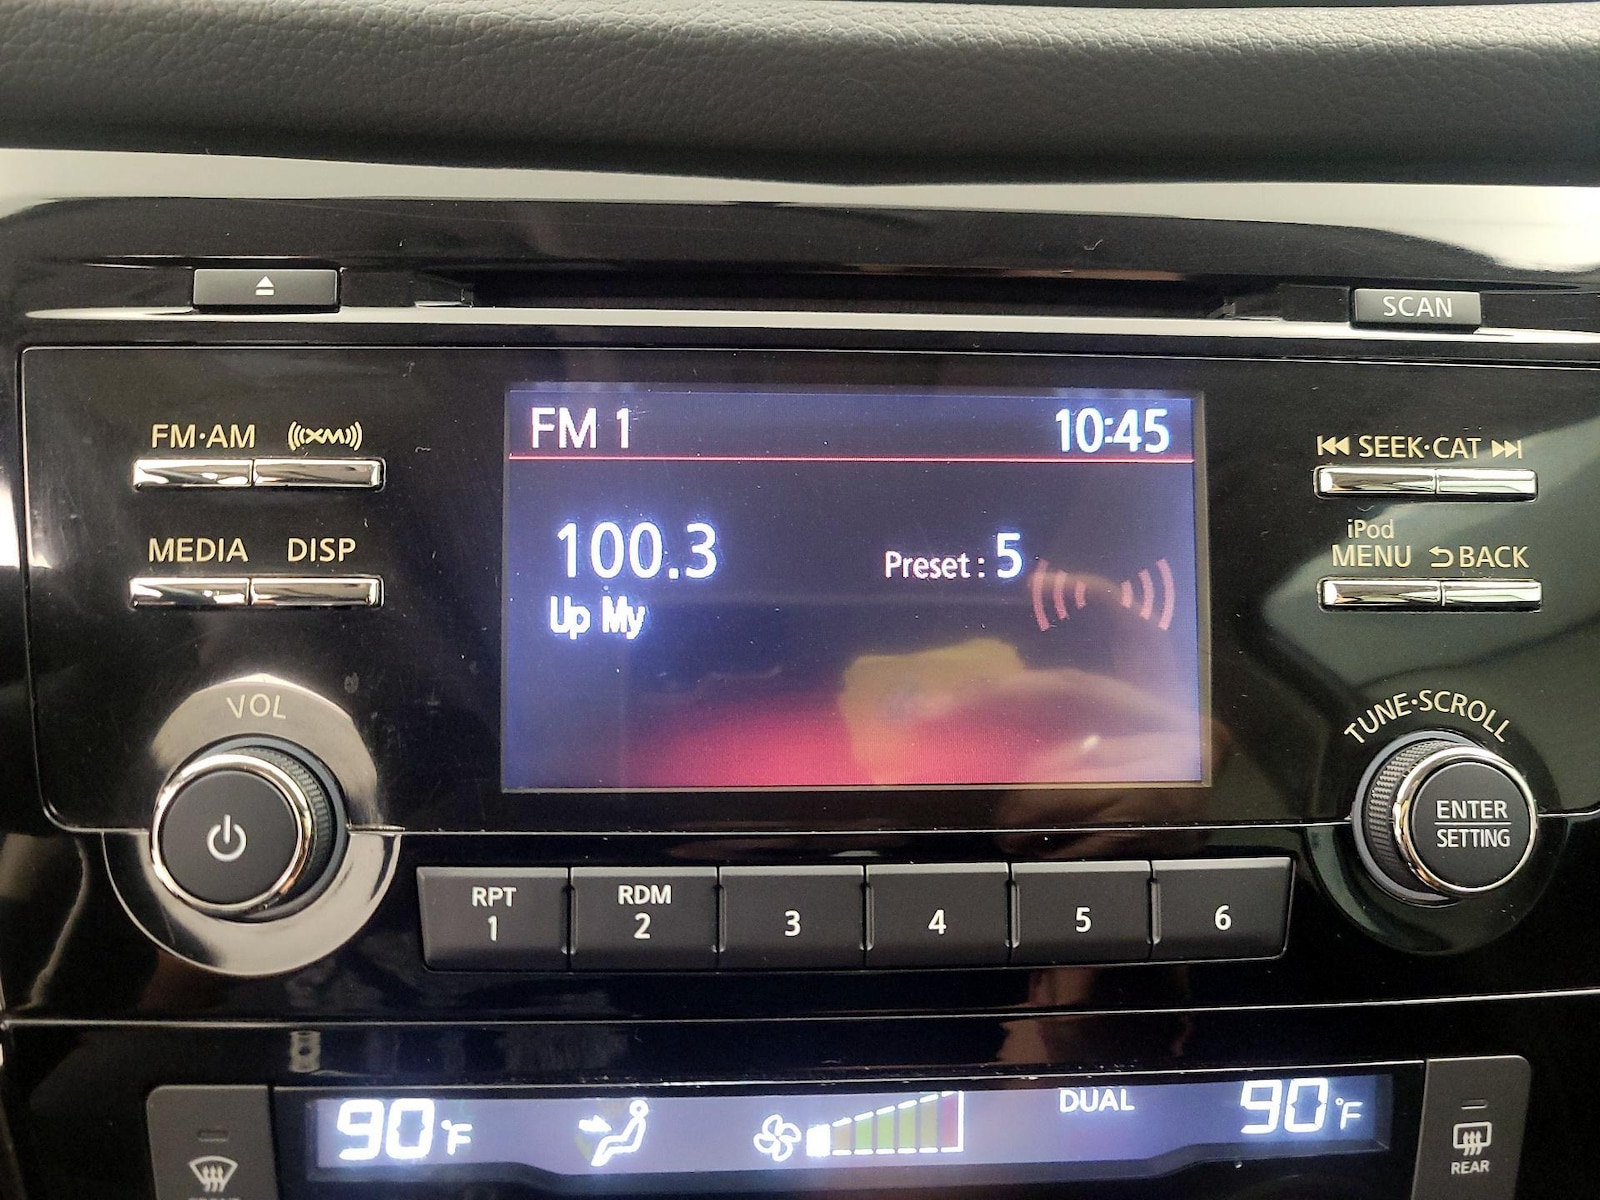 SCAN
FM·AM
XM
FM 1
10:45
SEEK·CAT
MEDIA
DISP
100.3
Preset : 5
iPod
MENU
BACK
Up My
VOL
TUNE·SCROLL
ENTER
SETTING
RPT
1
RDM
2
3
4
5
6
90°F
DUAL
90°F
REAR